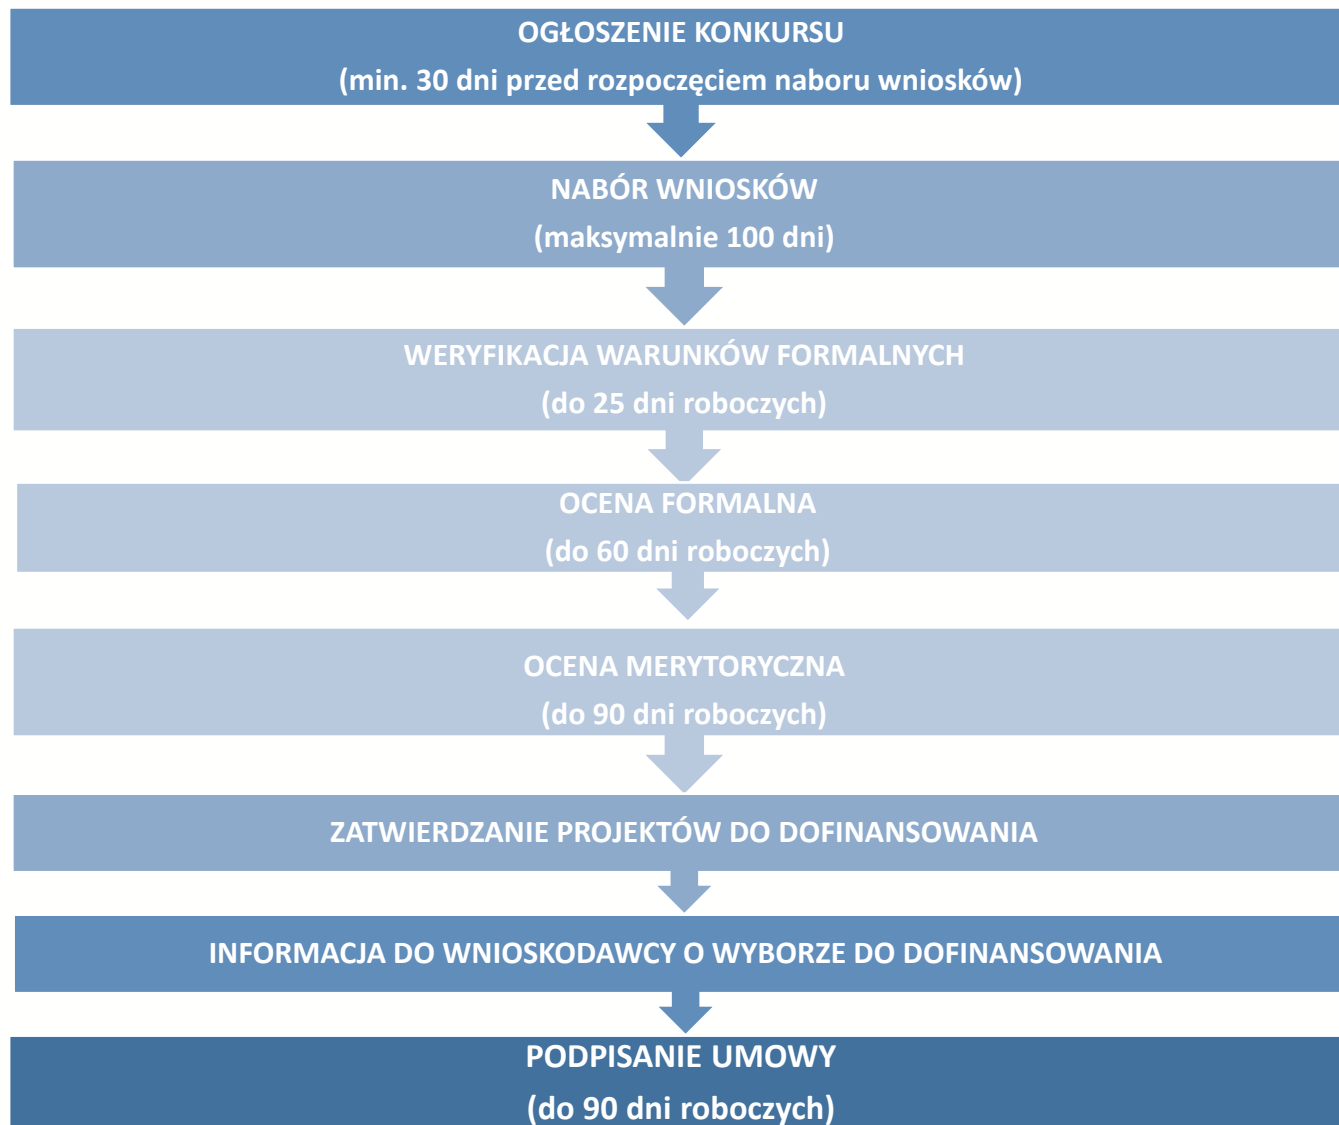 OGŁOSZENIE KONKURSU
(min. 30 dni przed rozpoczęciem naboru wniosków)
NABÓR WNIOSKÓW
(maksymalnie 100 dni)
WERYFIKACJA WARUNKÓW FORMALNYCH
(do 25 dni roboczych)
OCENA FORMALNA
(do 60 dni roboczych)
OCENA MERYTORYCZNA
(do 90 dni roboczych)
ZATWIERDZANIE PROJEKTÓW DO DOFINANSOWANIA
INFORMACJA DO WNIOSKODAWCY O WYBORZE DO DOFINANSOWANIA
PODPISANIE UMOWY
(do 90 dni roboczych)